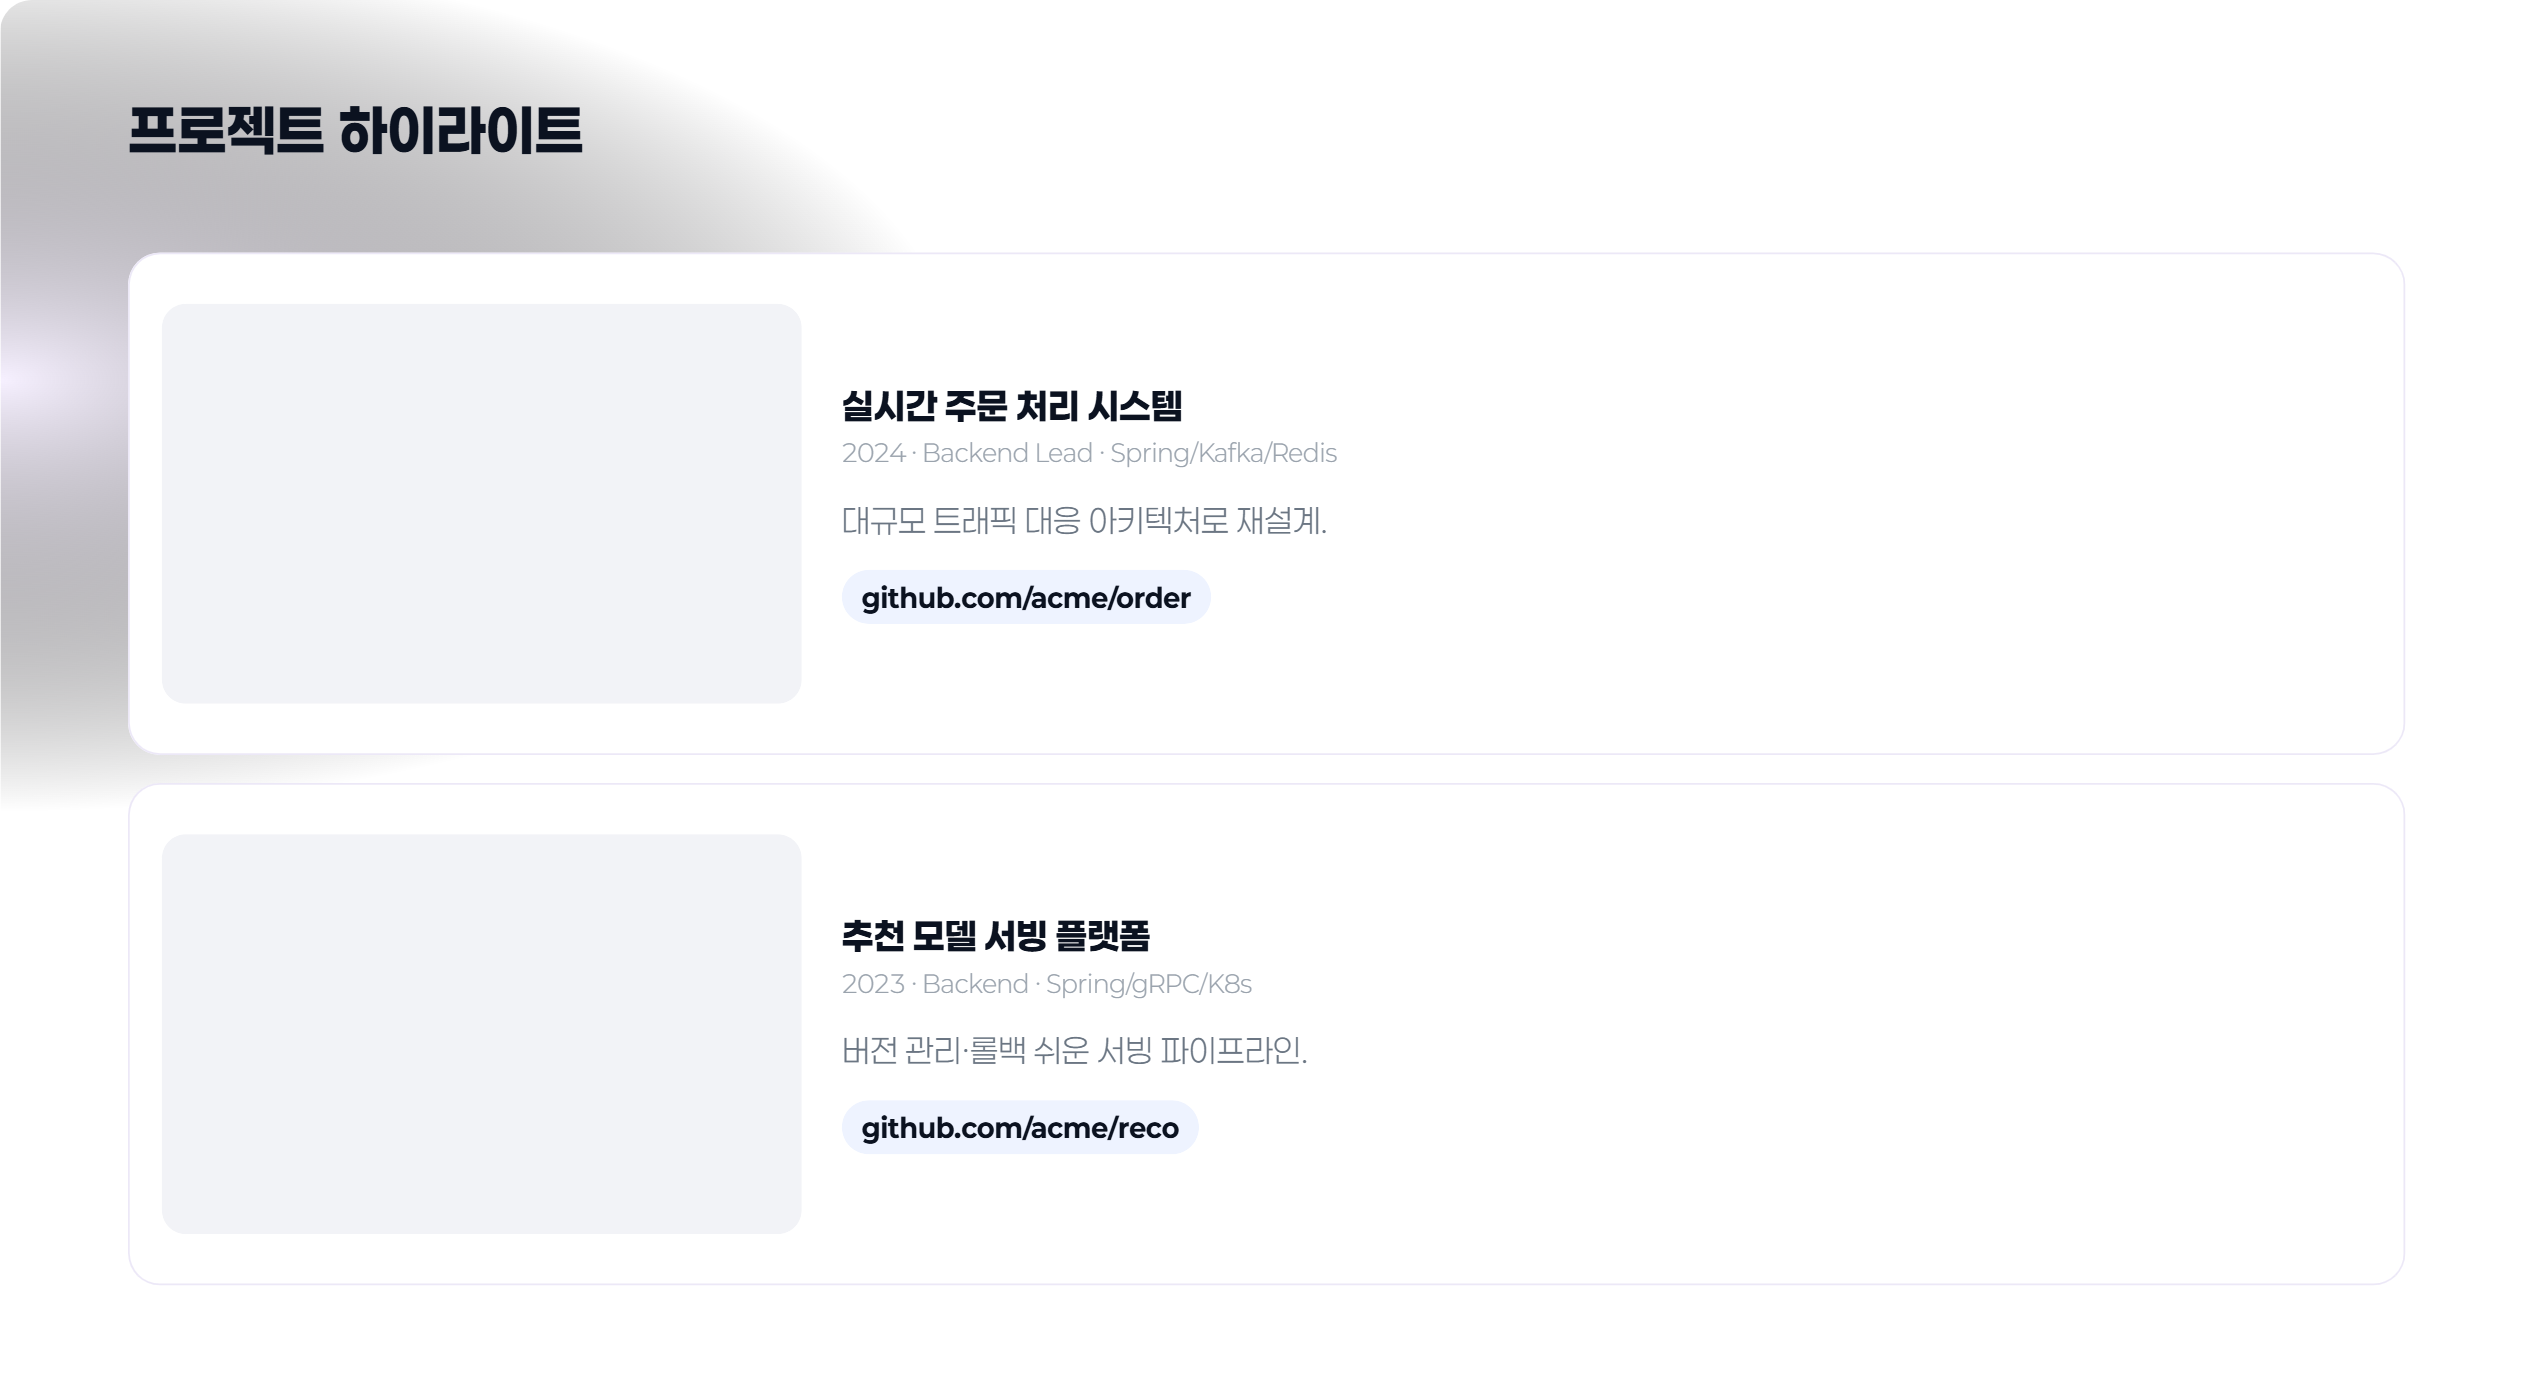 프로젝트 하이라이트
실시간 주문 처리 시스템
2024 · Backend Lead · Spring/Kafka/Redis
대규모 트래픽 대응 아키텍처로 재설계.
github.com/acme/order
추천 모델 서빙 플랫폼
2023 · Backend · Spring/gRPC/K8s
버전 관리·롤백 쉬운 서빙 파이프라인.
github.com/acme/reco